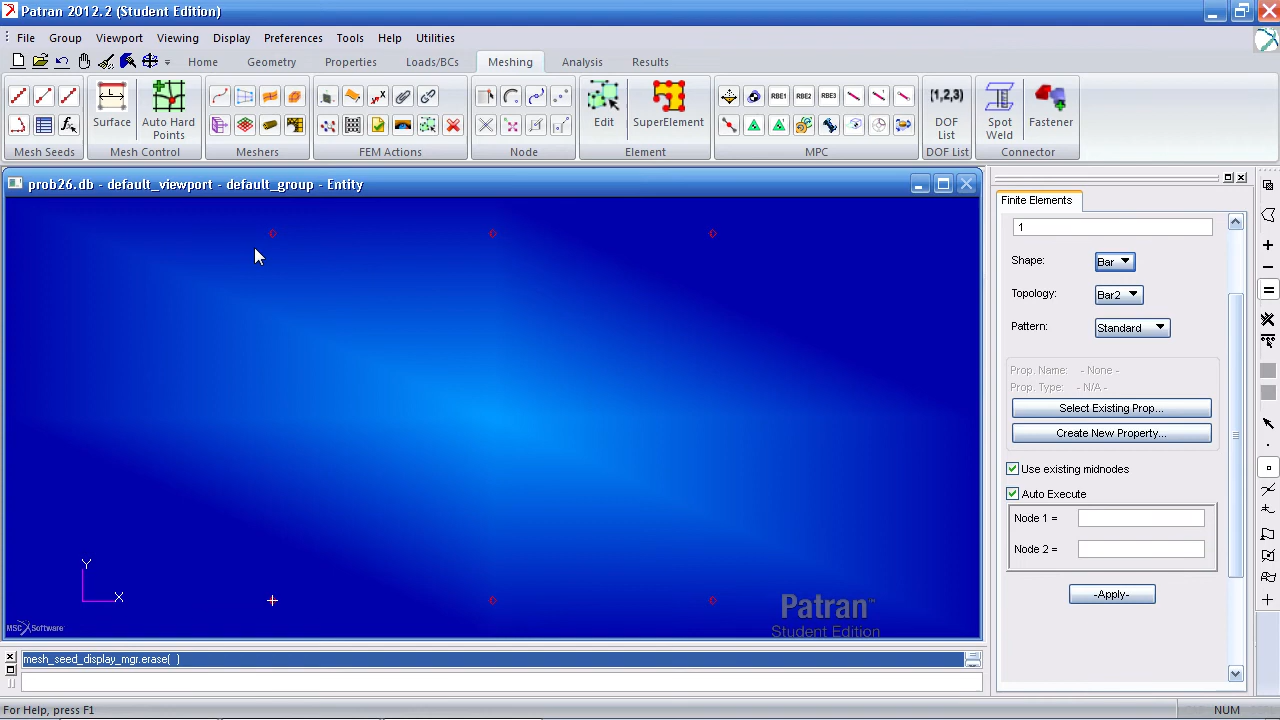 Patran 2012.2 (Student Edition)
File Group Viewport Viewing Display Preferences Tools Help Utilities
Home Geometry Properties Loads/BCs Meshing Analysis Results
RBE1 RBE2 RBE3 (1,2,3)
Surface Auto Hard Points Edit SuperElement DOF List Spot Weld Fastener
Mesh Seeds Mesh Control Meshers FEM Actions Node Element MPC DOF List Connector
prob26.db - default_viewport - default_group - Entity
Finite Elements
1
Shape: Bar
Topology: Bar2
Pattern: Standard
Prop. Name: - None -
Prop. Type: - N/A -
Select Existing Prop...
Create New Property...
Use existing midnodes
Auto Execute
Node 1 =
Node 2 =
-Apply-
Y
X
MSC Software
Patran™
Student Edition
mesh_seed_display_mgr.erase( )
For Help, press F1
NUM